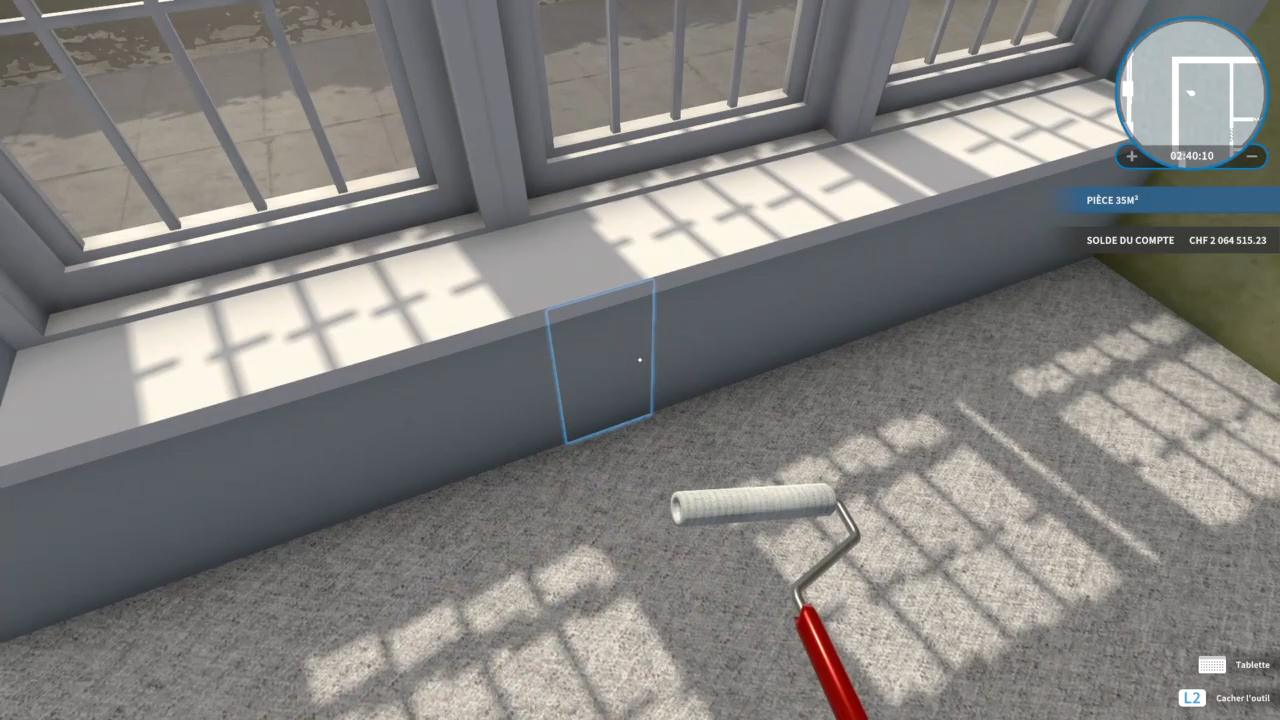 + 02:40:10 −
PIÈCE 35M²
SOLDE DU COMPTE CHF 2 064 515.23
Tablette
L2 Cacher l'outil